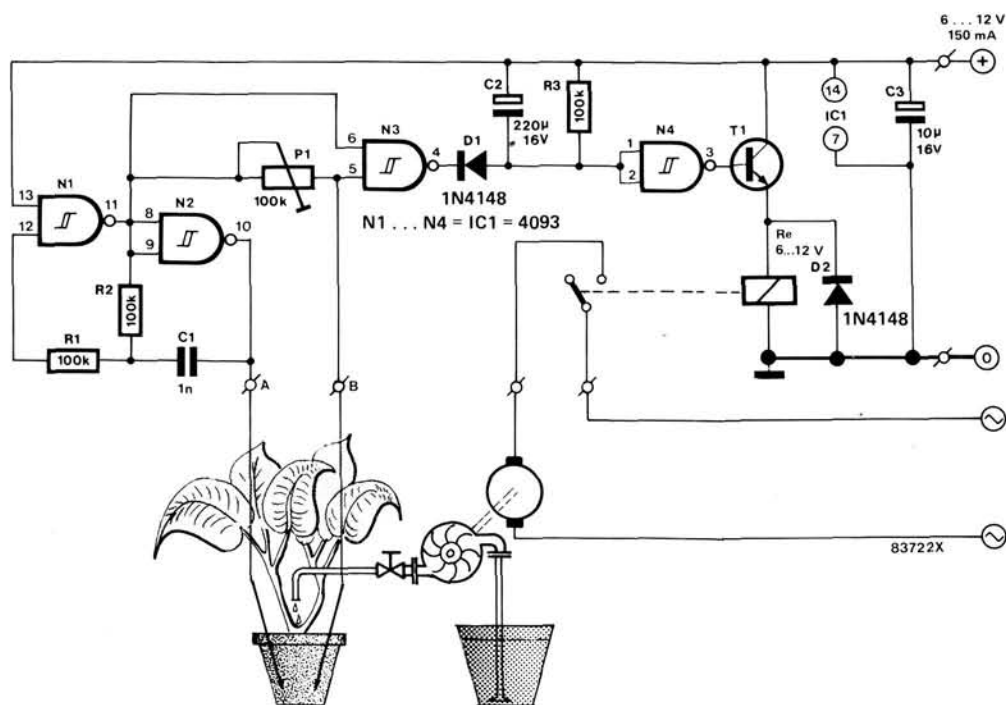 6 ... 12 V
150 mA
+
C2
220µ
16V
R3
100k
14
IC1
7
C3
10µ
16V
N3
6
5
4
D1
1N4148
N4
1
2
3
T1
P1
100k
N1
13
12
11
N2
8
9
10
N1 . . . N4 = IC1 = 4093
Re
6...12 V
D2
1N4148
R2
100k
R1
100k
C1
1n
A
B
0
~
83722X
~